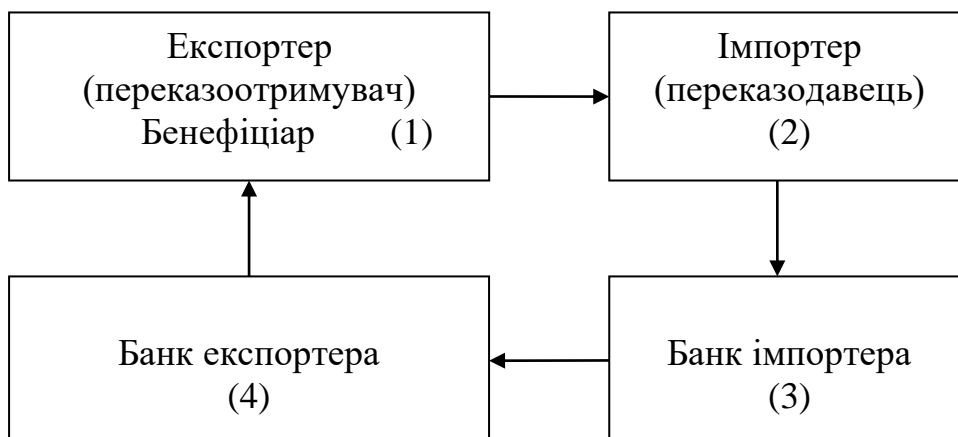 Експортер
(переказоотримувач)
Бенефіціар (1)
Імпортер
(переказодавець)
(2)
Банк експортера
(4)
Банк імпортера
(3)